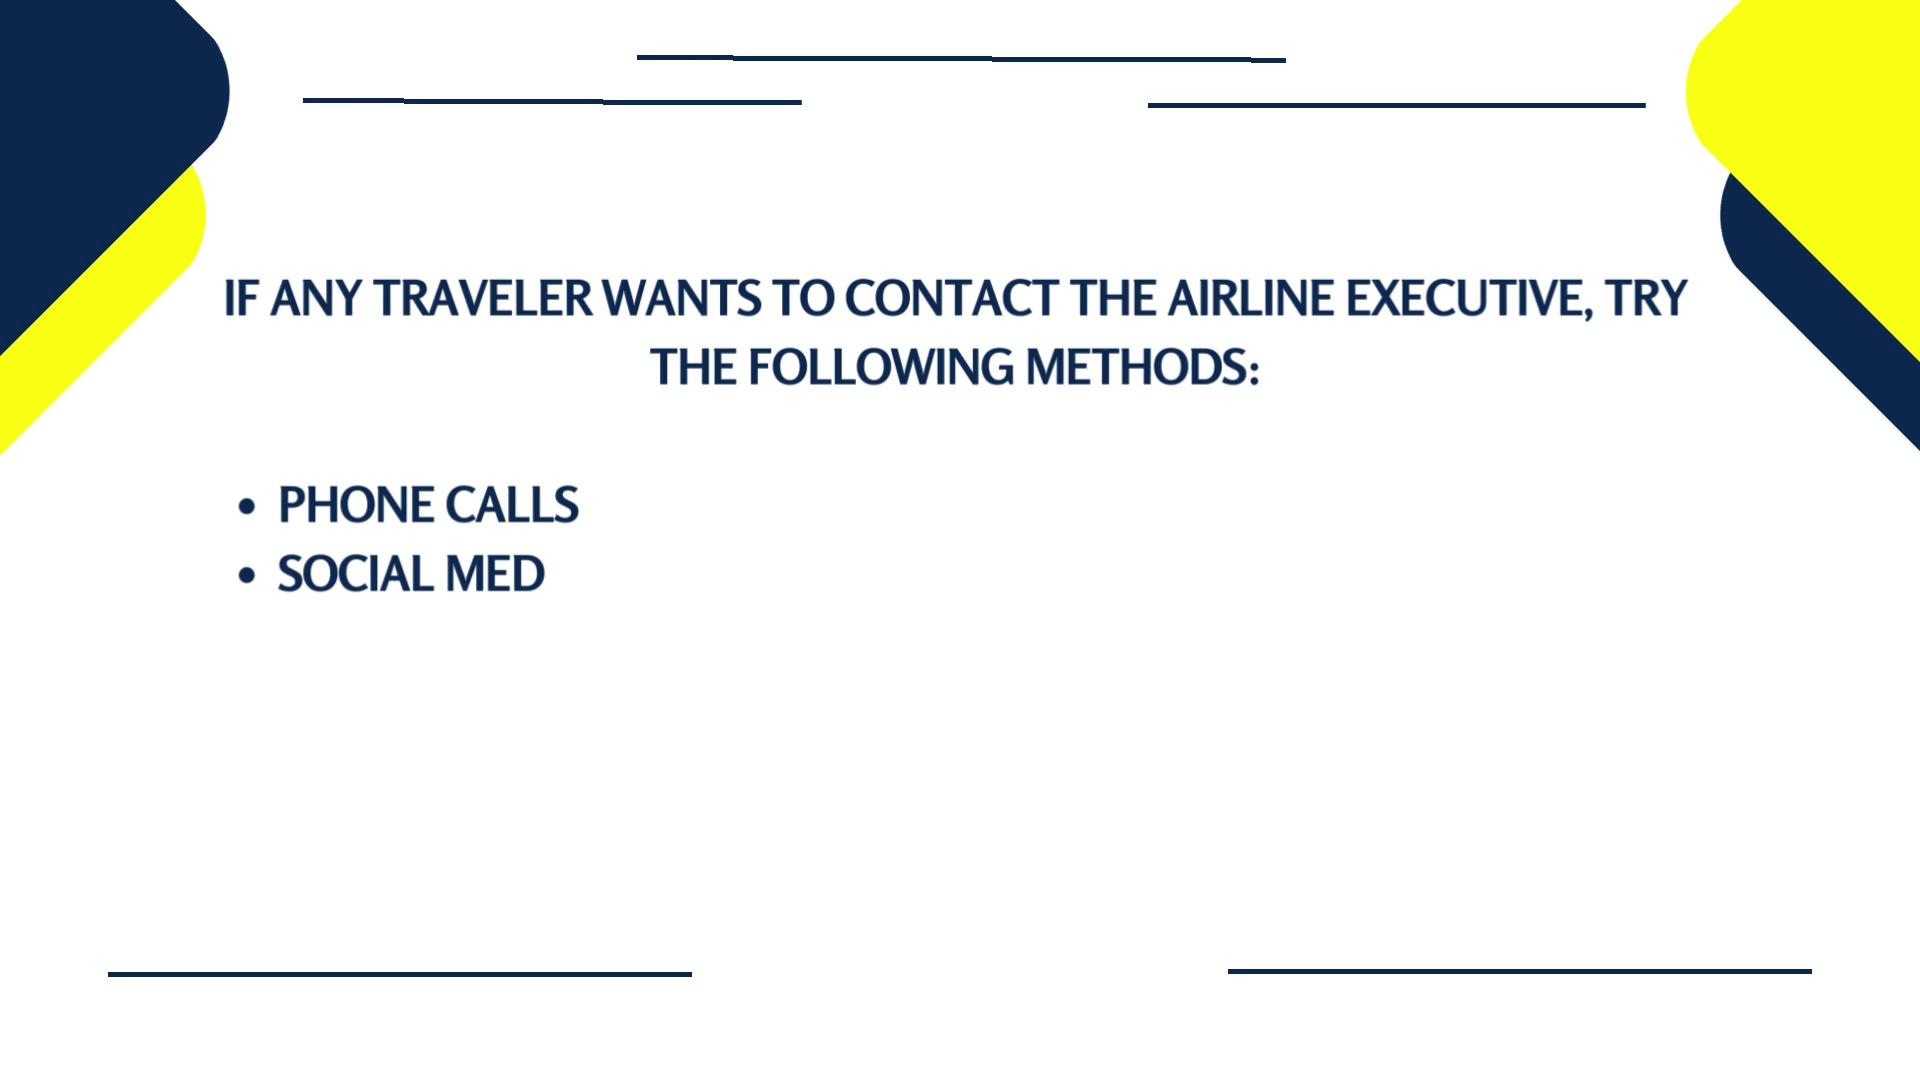 IF ANY TRAVELER WANTS TO CONTACT THE AIRLINE EXECUTIVE, TRY
THE FOLLOWING METHODS:
• PHONE CALLS
• SOCIAL MED